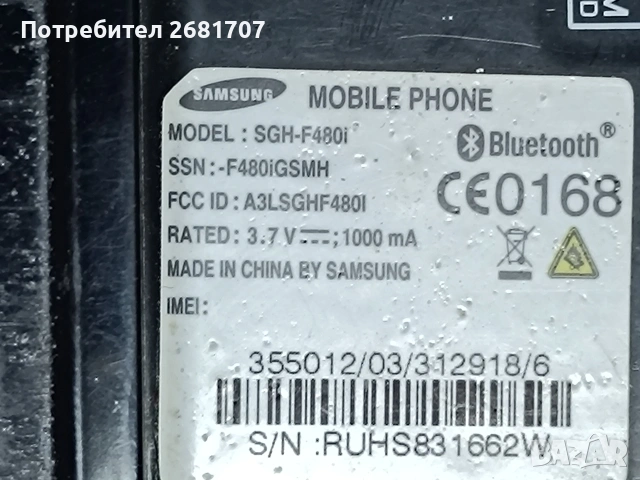 Потребител 2681707
SAMSUNG MOBILE PHONE
MODEL : SGH-F480i
Bluetooth®
SSN: -F480iGSMH
FCC ID : A3LSGHF480I
CE0168
RATED : 3.7 V ; 1000 mA
MADE IN CHINA BY SAMSUNG
IMEI :
355012/03/312918/6
S/N :RUHS831662W
BAZAR